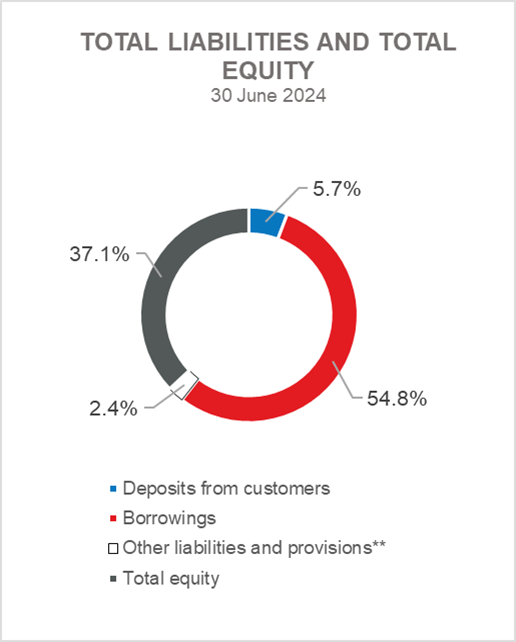 TOTAL LIABILITIES AND TOTAL
EQUITY
30 June 2024
5.7%
37.1%
54.8%
2.4%
Deposits from customers
Borrowings
Other liabilities and provisions**
Total equity